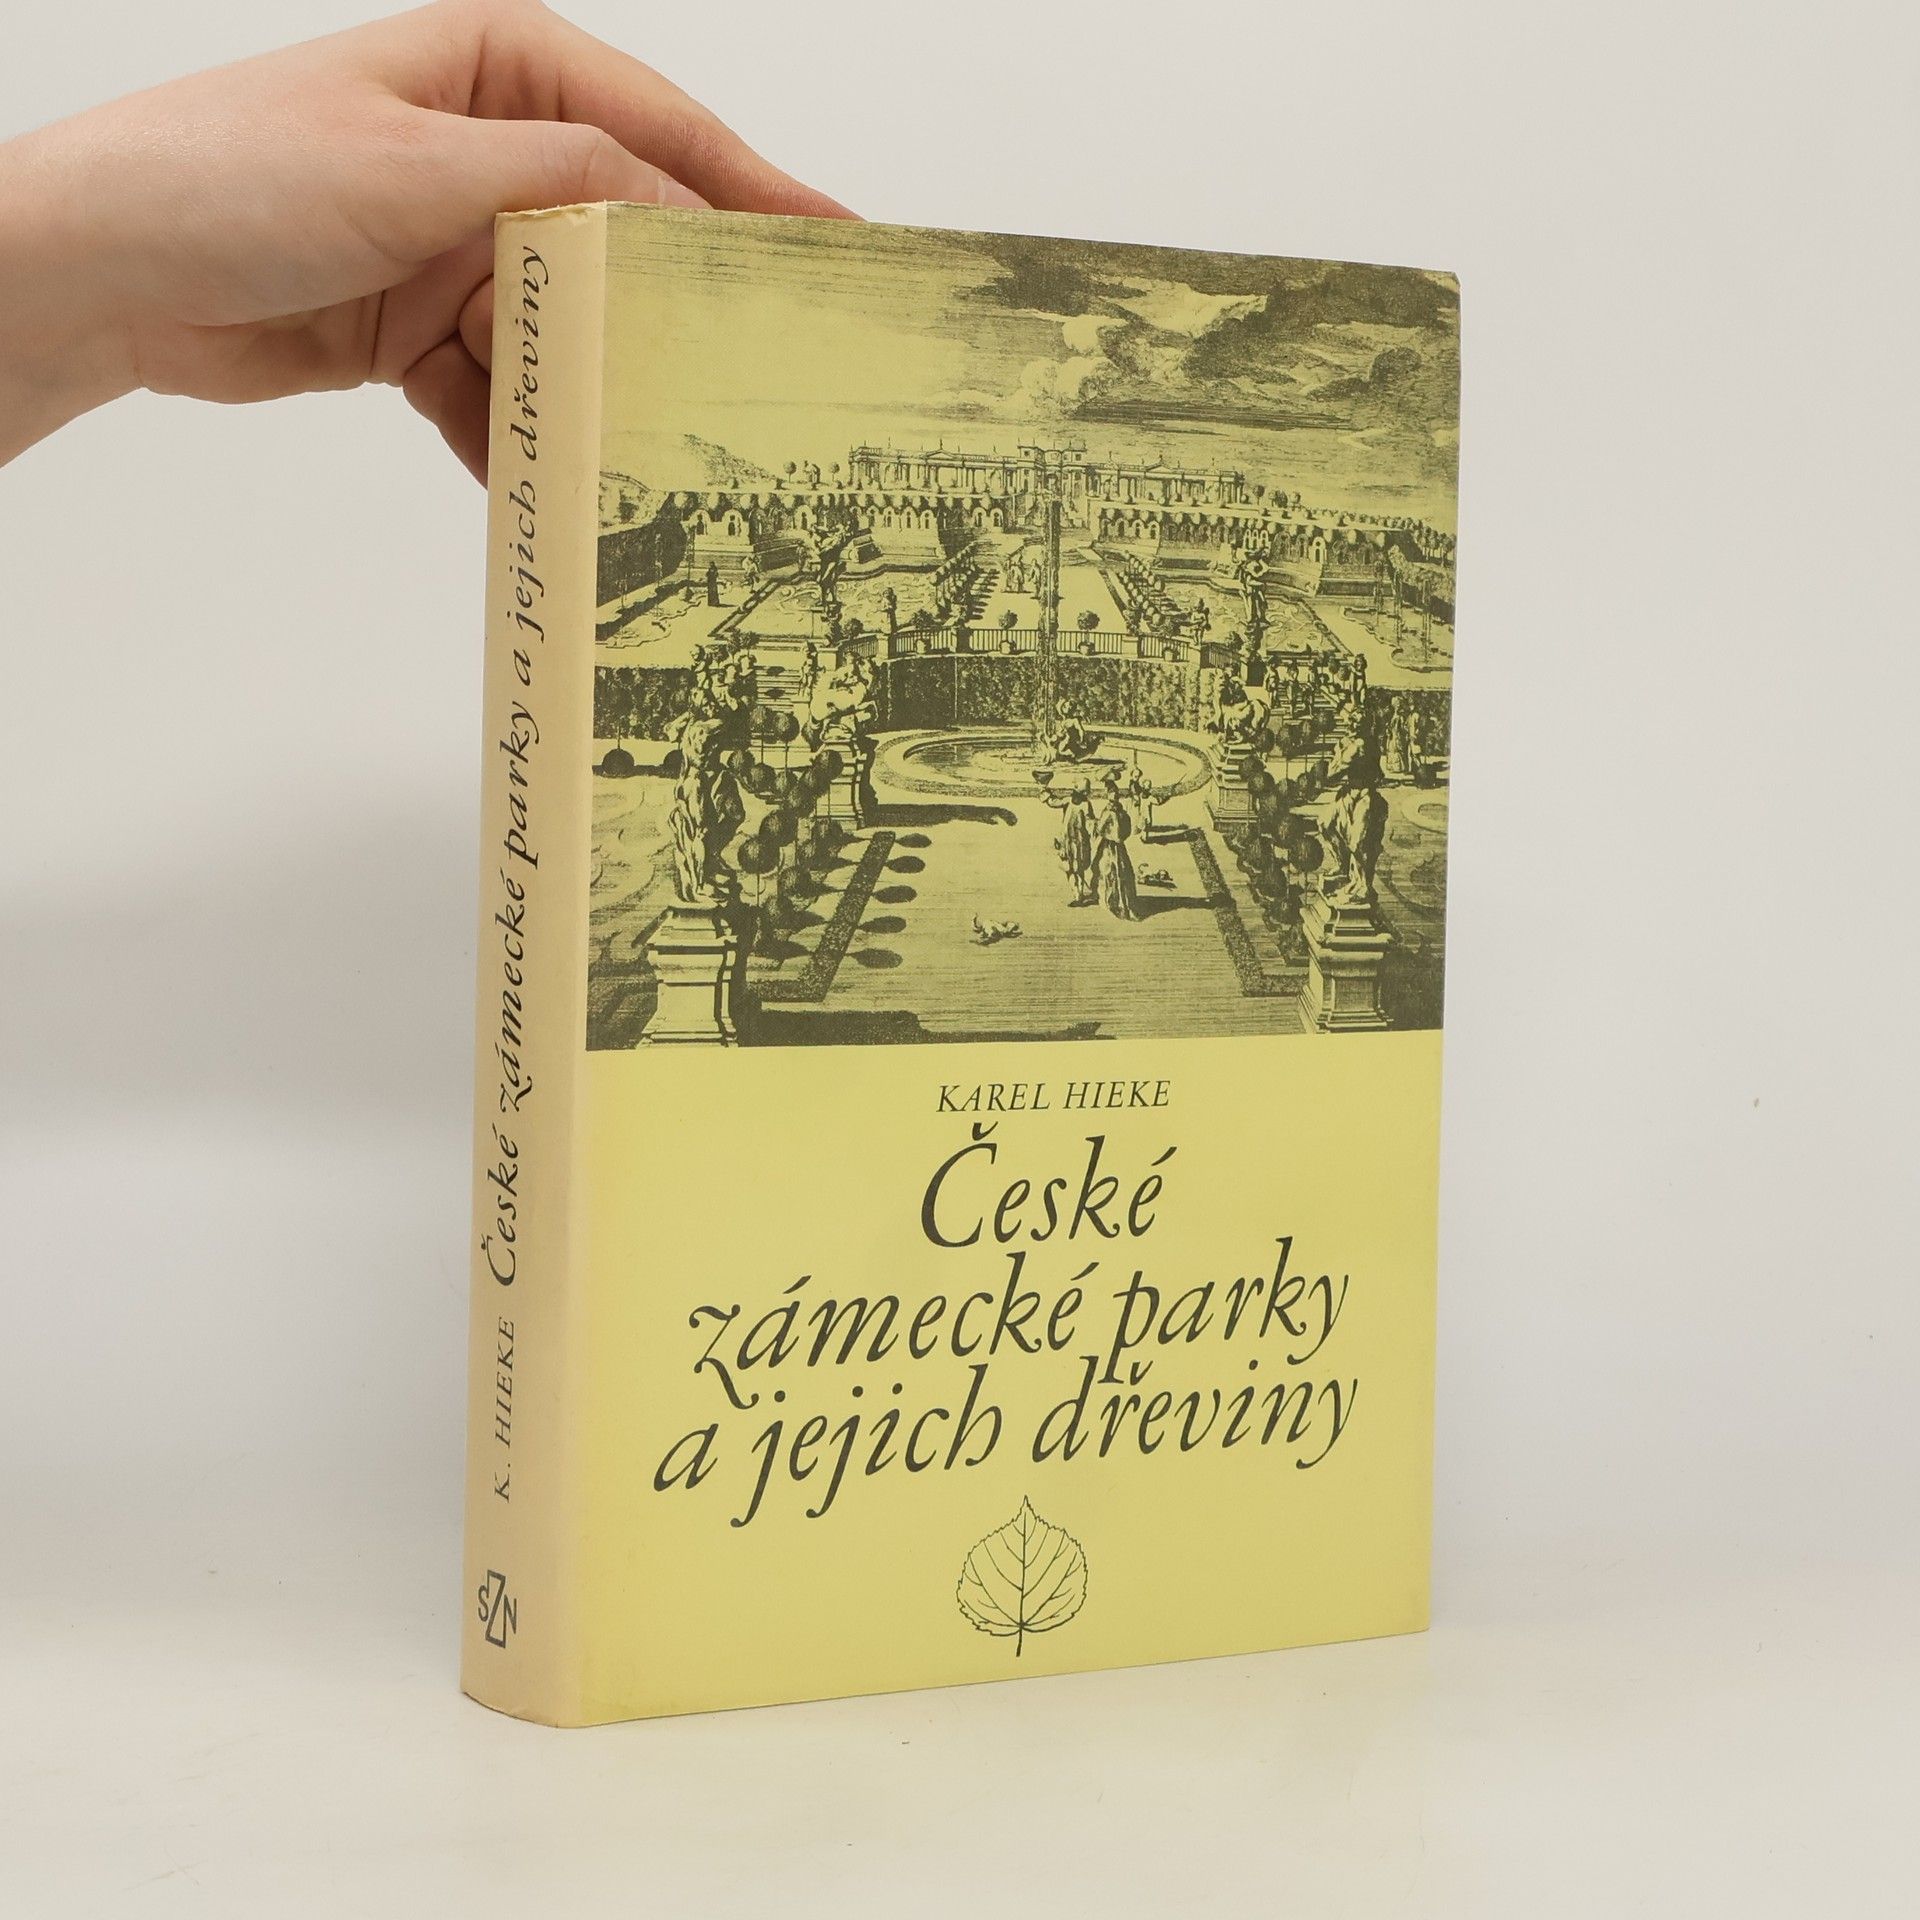 K. HIEKE České zámecké parky a jejich dřeviny
SZN
KAREL HIEKE
České
zámecké parky
a jejich dřeviny